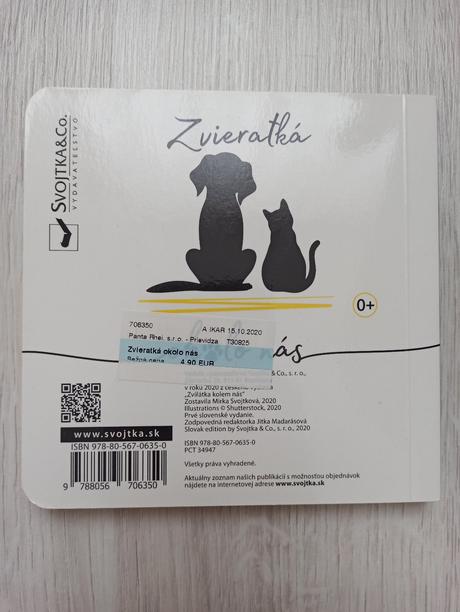 SVOJTKA&CO.
VYDAVATEĽSTVO
Zvieratká
0+
706350 A IKAR 15.10.2020
Panta Rhei, s.r.o. - Prievidza T30825
Zvieratká okolo nás
Bežná cena 4.90 EUR
okolo nás
& Co., s. r. o.,
v roku 2020 z českého
„Zvířátka kolem nás“
Zostavila Mirka Svojtková, 2020
Illustrations © Shutterstock, 2020
Prvé slovenské vydanie.
Zodpovedná redaktorka Jitka Madarásová
Slovak edition by Svojtka & Co., s. r. o., 2020
www.svojtka.sk
ISBN 978-80-567-0635-0
ISBN 978-80-567-0635-0
PCT 34947
Všetky práva vyhradené.
Aktuálny zoznam našich publikácií s možnosťou objednávok
nájdete na internetovej adrese www.svojtka.sk
9 788056 706350